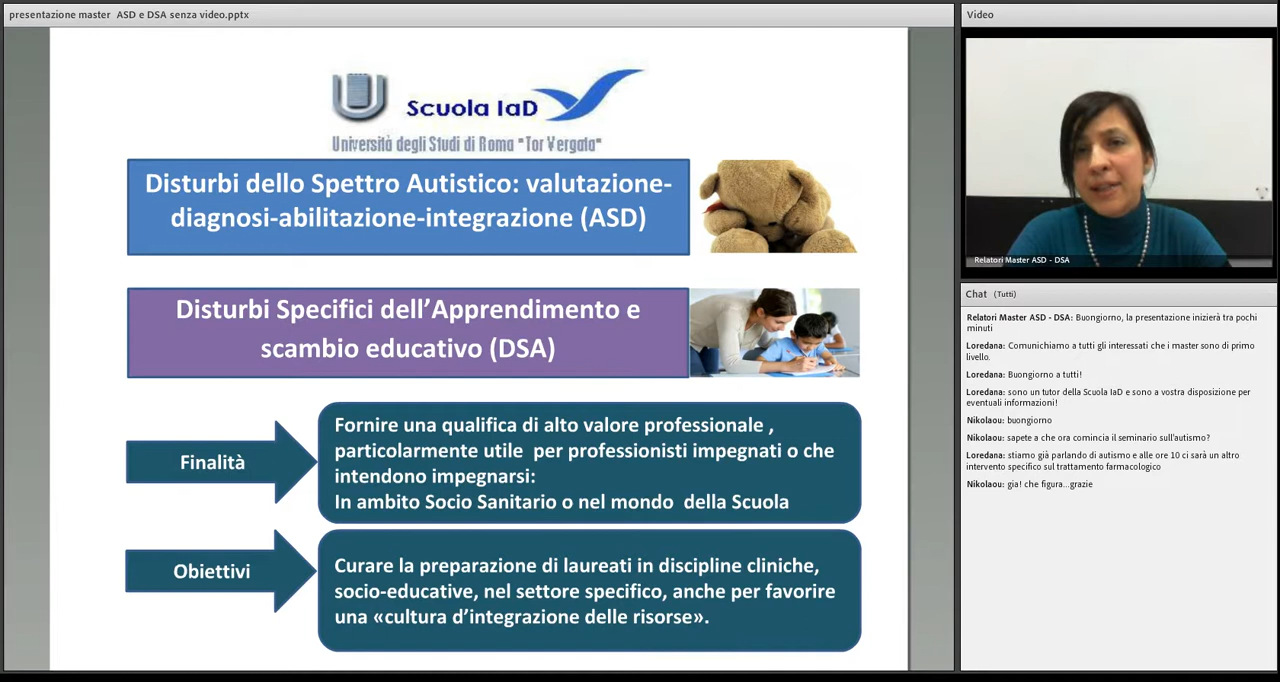 presentazione master  ASD e DSA senza video.pptx
Scuola IaD
Università degli Studi di Roma "Tor Vergata"
Disturbi dello Spettro Autistico: valutazione-
diagnosi-abilitazione-integrazione (ASD)
Disturbi Specifici dell’Apprendimento e
scambio educativo (DSA)
Finalità
Fornire una qualifica di alto valore professionale ,
particolarmente utile  per professionisti impegnati o che
intendono impegnarsi:
In ambito Socio Sanitario o nel mondo  della Scuola
Obiettivi
Curare la preparazione di laureati in discipline cliniche,
socio-educative, nel settore specifico, anche per favorire
una «cultura d’integrazione delle risorse».
Video
Relatori Master ASD - DSA
Chat (Tutti)
Relatori Master ASD - DSA: Buongiorno, la presentazione inizierà tra pochi
minuti
Loredana: Comunichiamo a tutti gli interessati che i master sono di primo
livello.
Loredana: Buongiorno a tutti!
Loredana: sono un tutor della Scuola IaD e sono a vostra disposizione per
eventuali informazioni!
Nikolaou: buongiorno
Nikolaou: sapete a che ora comincia il seminario sull'autismo?
Loredana: stiamo già parlando di autismo e alle ore 10 ci sarà un altro
intervento specifico sul trattamento farmacologico
Nikolaou: gia! che figura...grazie